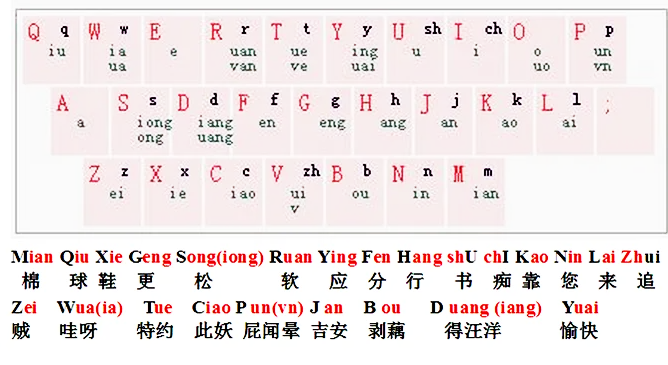 Q q W w E R r T t Y y U sh I ch O P p
iu ia ua e uan van ue ve ing uai u i o uo un vn
A S s D d F f G g H h J j K k L l ;
a iong ong iang uang en eng ang an ao ai
Z z X x C c V zh B b N n M m
ei ie iao ui v ou in ian
Mian Qiu Xie Geng Song(iong) Ruan Ying Fen Hang shU chI Kao Nin Lai Zhui
棉 球 鞋 更 松 软 应 分 行 书 痴 靠 您 来 追
Zei Wua(ia) Tue Ciao P un(vn) J an B ou D uang (iang) Yuai
贼 哇呀 特约 此妖 屁闻晕 吉安 剥藕 得汪洋 愉快